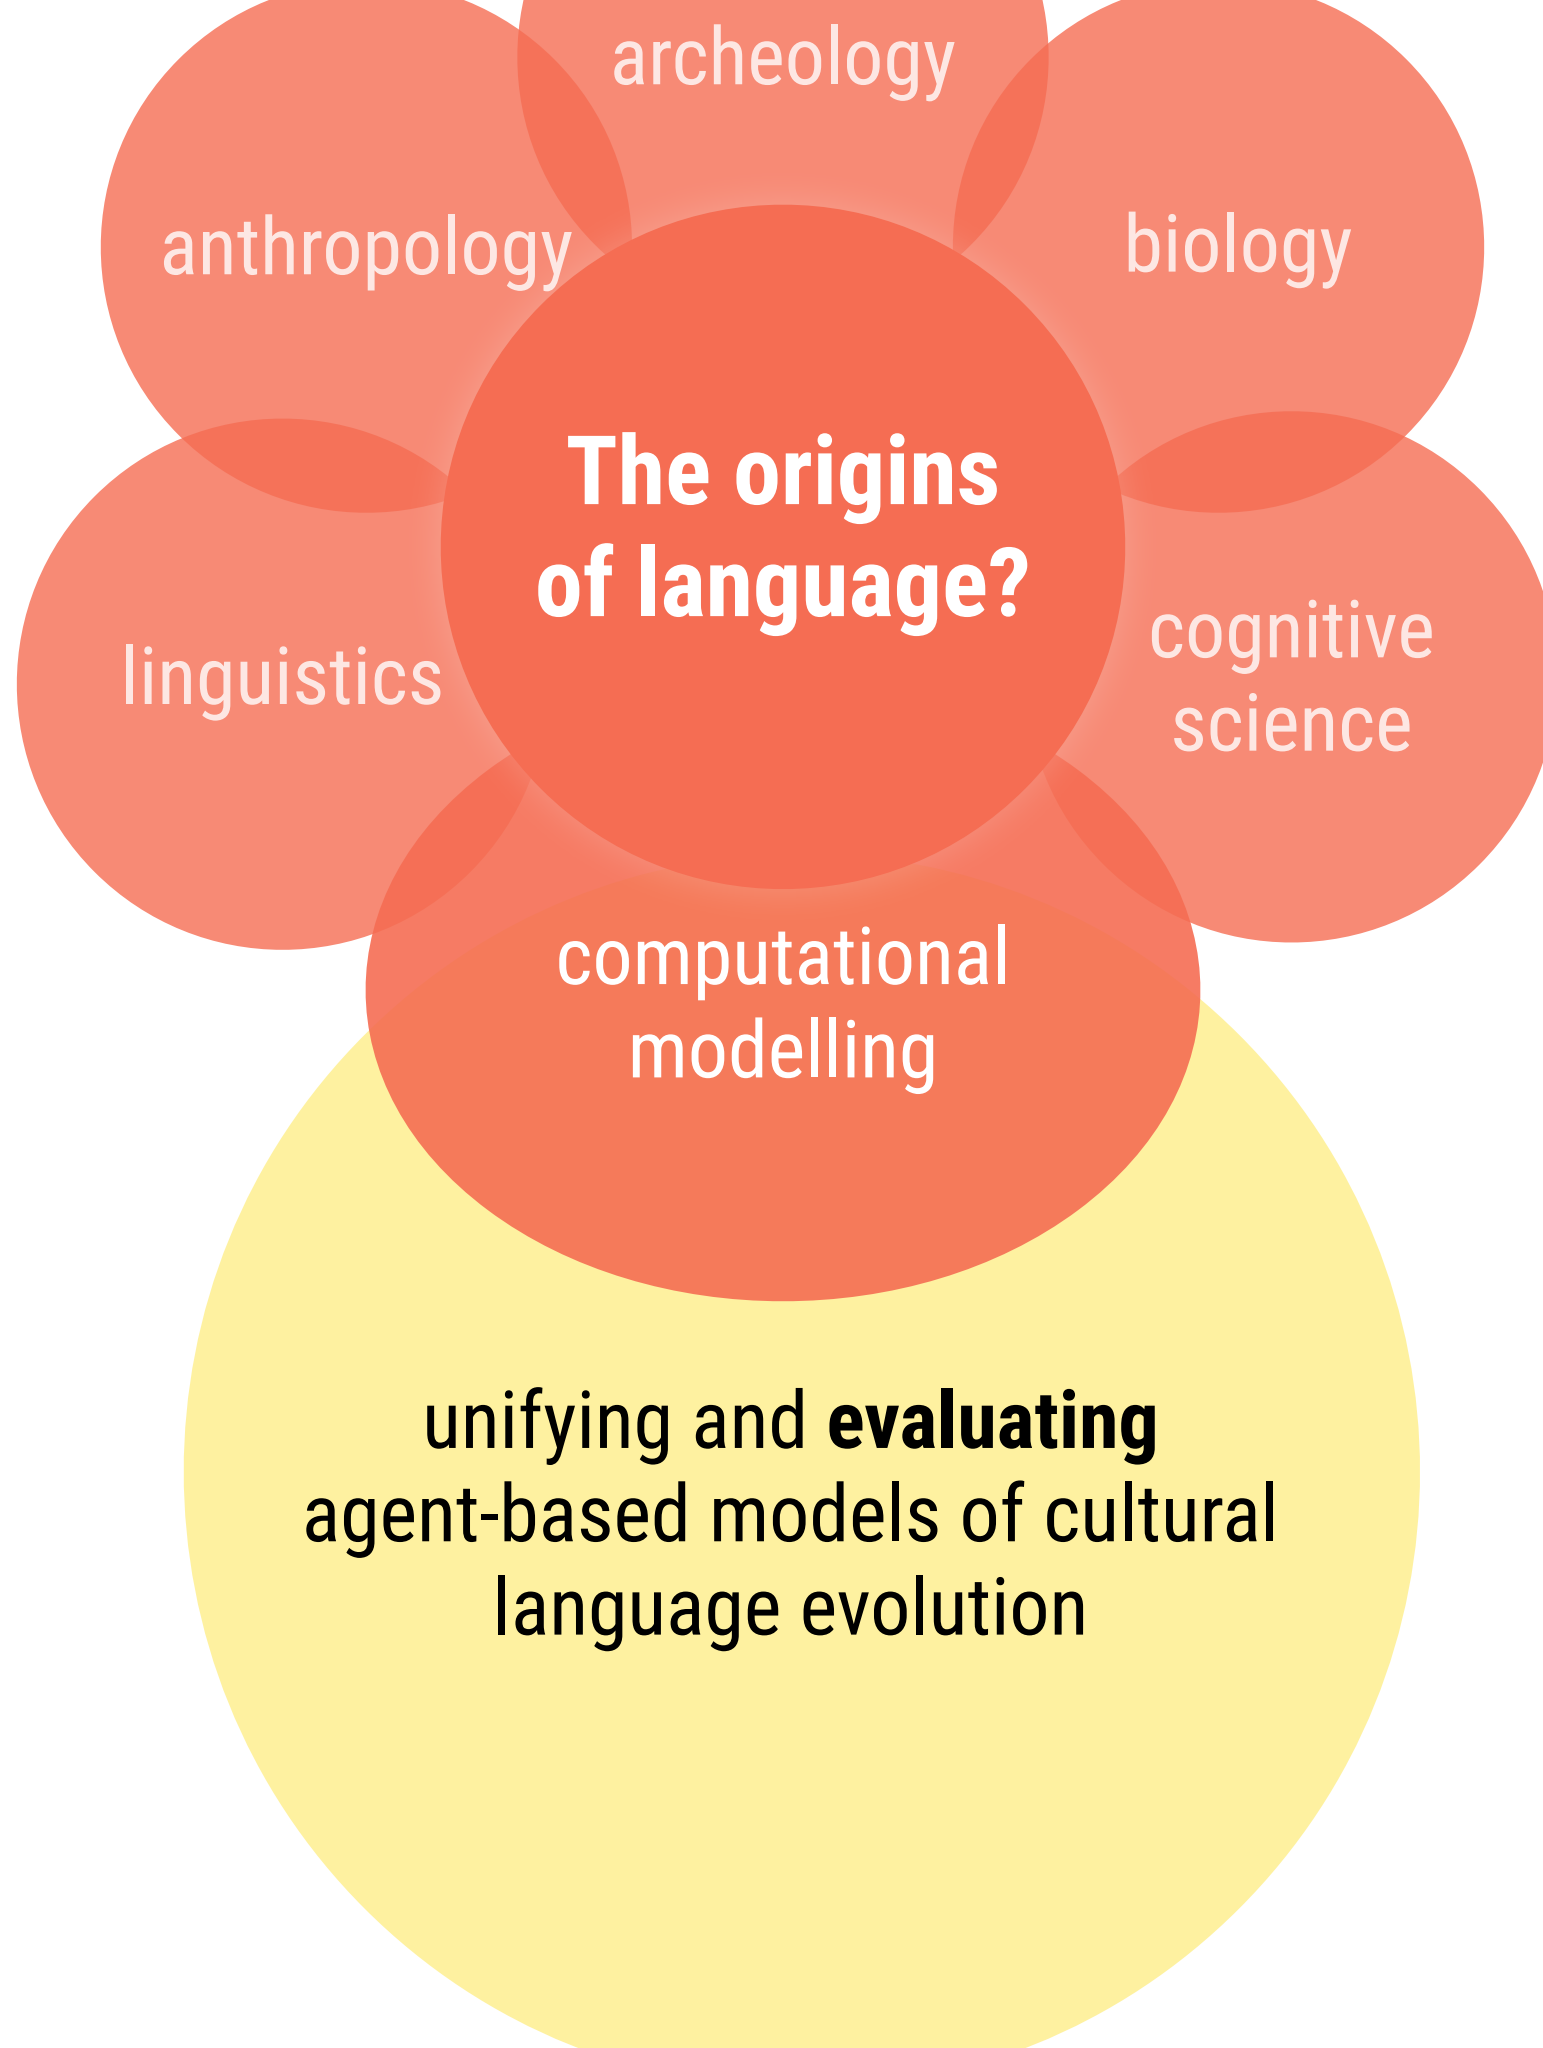 archeology
anthropology
biology
The origins
of language?
linguistics
cognitive
science
computational
modelling
unifying and evaluating
agent-based models of cultural
language evolution